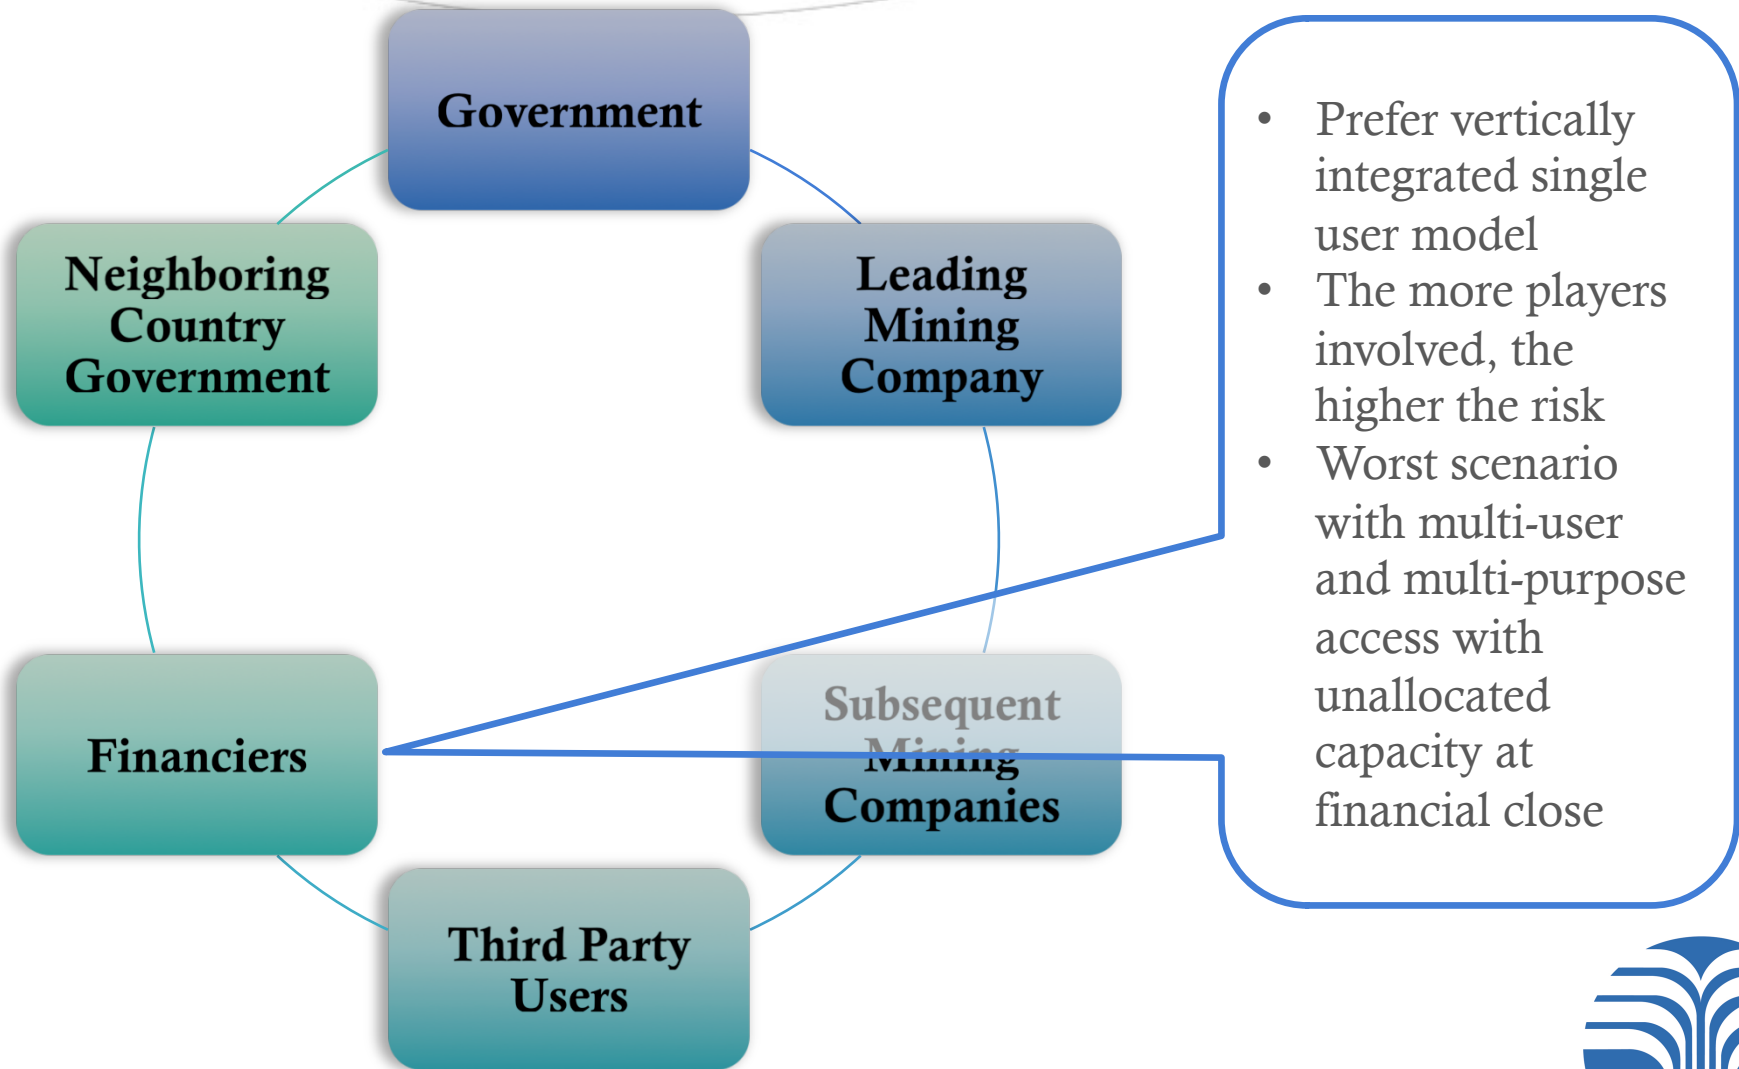 Government
Neighboring
Country
Government
Leading
Mining
Company
Financiers
Subsequent
Mining
Companies
Third Party
Users
• Prefer vertically
integrated single
user model
• The more players
involved, the
higher the risk
• Worst scenario
with multi-user
and multi-purpose
access with
unallocated
capacity at
financial close